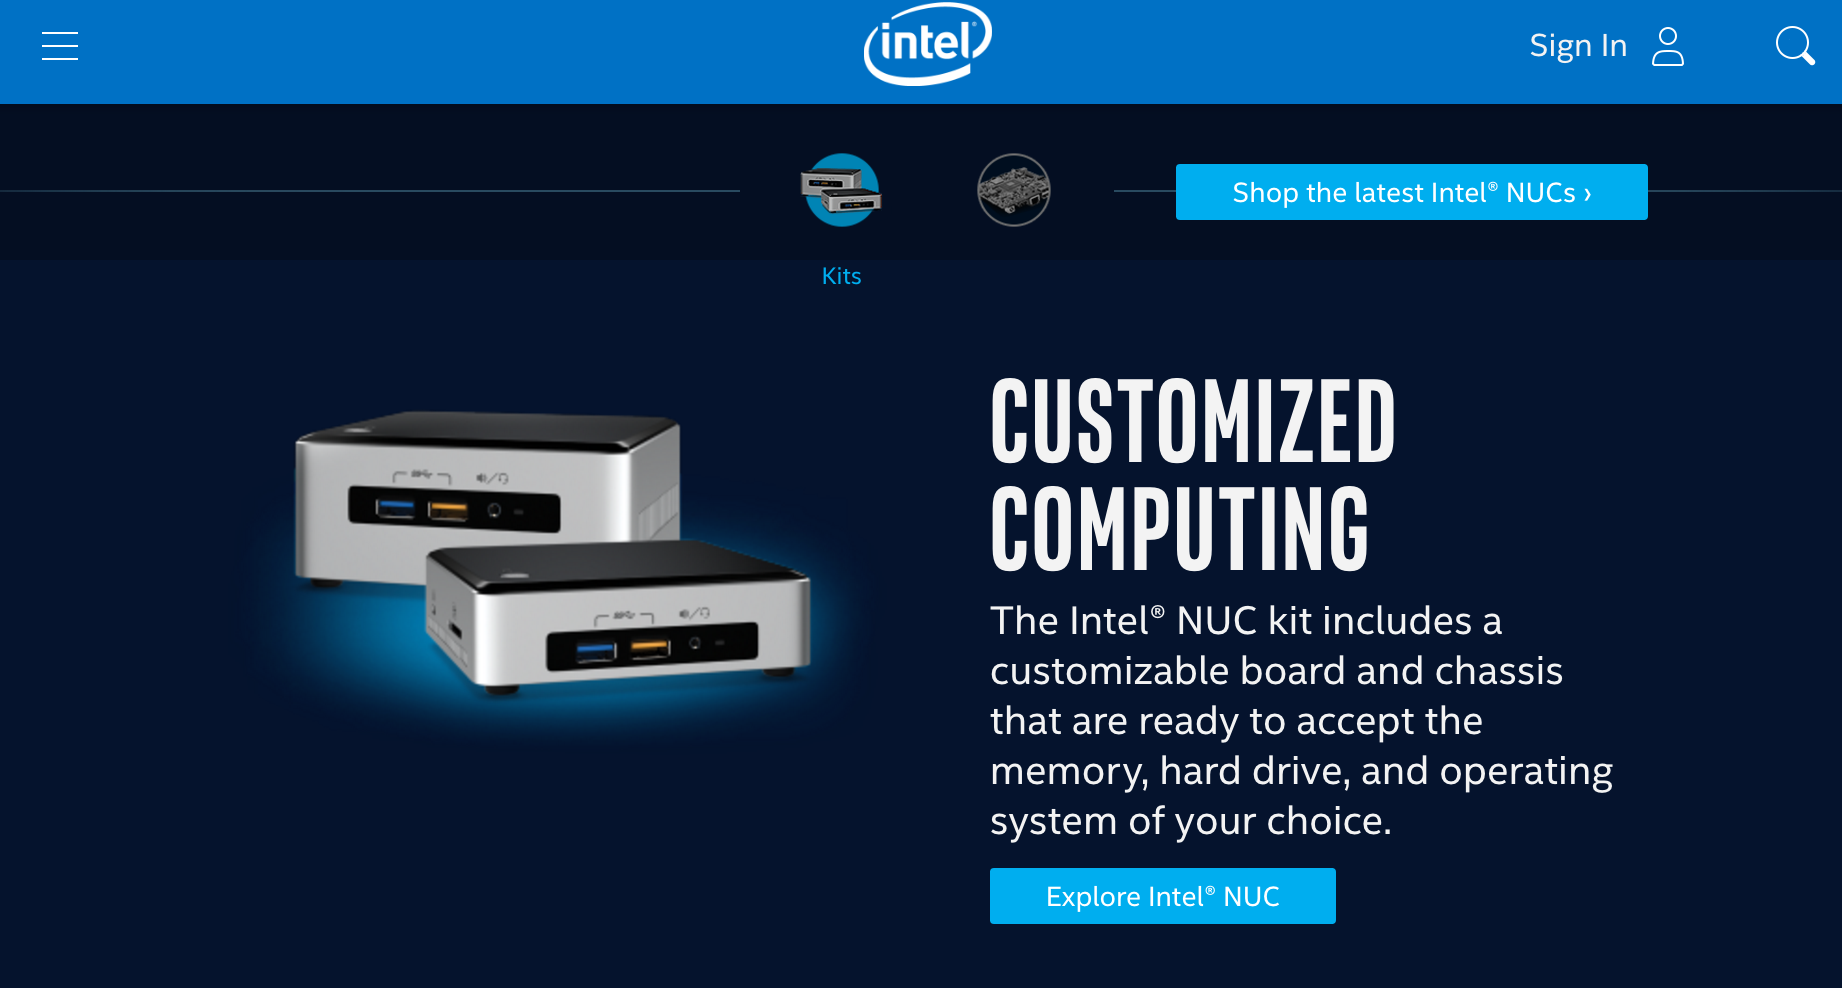 intel
Sign In
Shop the latest Intel® NUCs ›
Kits
CUSTOMIZED
COMPUTING
The Intel® NUC kit includes a
customizable board and chassis
that are ready to accept the
memory, hard drive, and operating
system of your choice.
Explore Intel® NUC